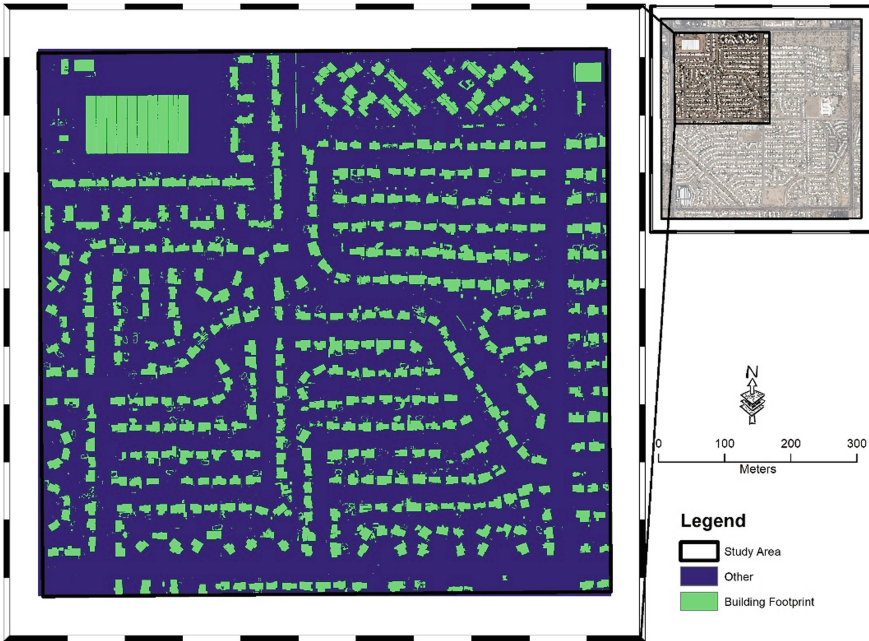 N
0 100 200 300
Meters
Legend
Study Area
Other
Building Footprint